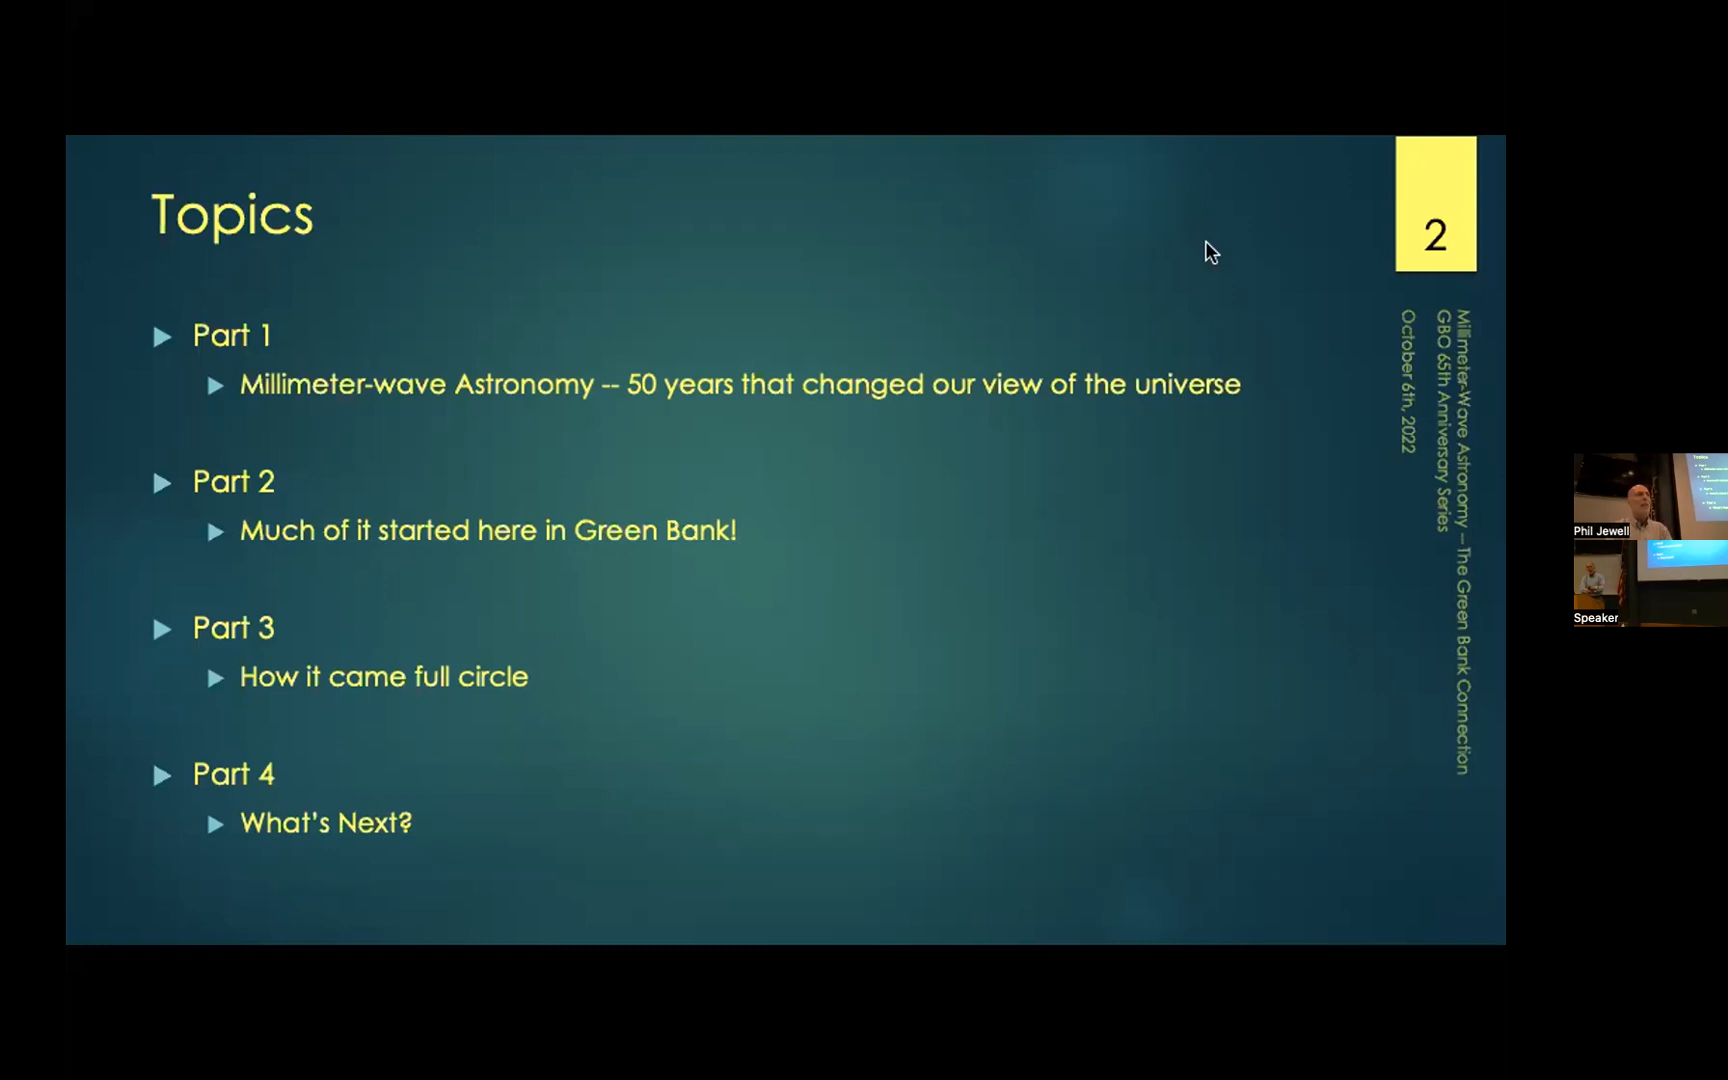 Topics
2
Part 1
Millimeter-wave Astronomy -- 50 years that changed our view of the universe
Part 2
Much of it started here in Green Bank!
Part 3
How it came full circle
Part 4
What's Next?
Millimeter-Wave Astronomy – The Green Bank Connection
GBO 65th Anniversary Series
October 6th, 2022
Phil Jewell
Speaker